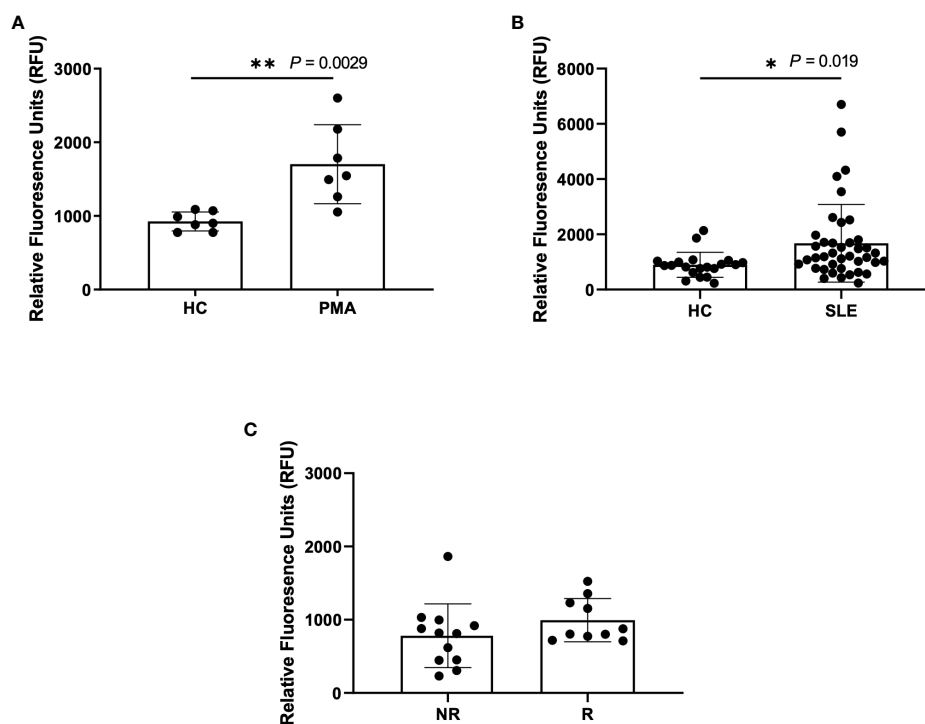 A
Relative Fluoresence Units (RFU)
3000
2000
1000
0
** P = 0.0029
HC PMA
B
Relative Fluoresence Units (RFU)
8000
6000
4000
2000
0
* P = 0.019
HC SLE
C
Relative Fluoresence Units (RFU)
3000
2000
1000
0
NR R